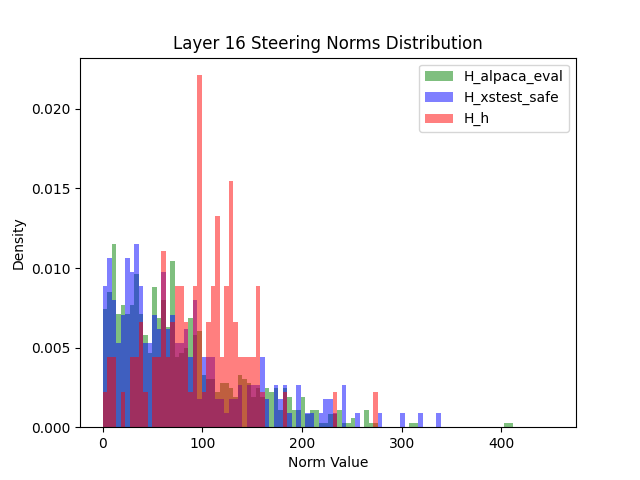 Layer 16 Steering Norms Distribution
H_alpaca_eval
H_xstest_safe
H_h
Density
0.020
0.015
0.010
0.005
0.000
0
100
200
300
400
Norm Value